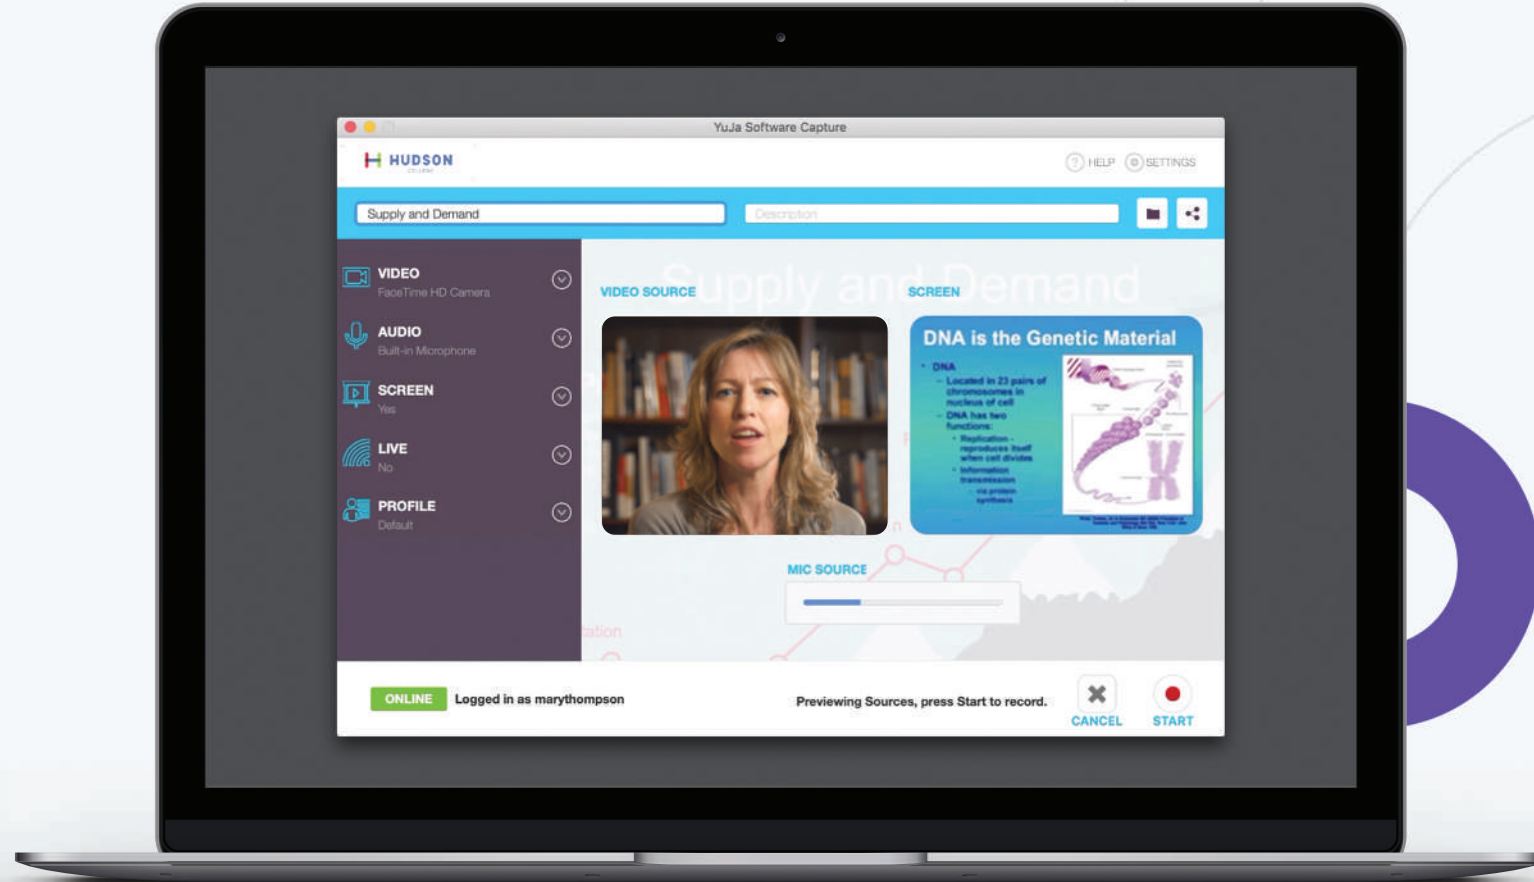 YuJa Software Capture
HUDSON
HELP
SETTINGS
Supply and Demand
Description
VIDEO
FaceTime HD Camera
AUDIO
Built-in Microphone
SCREEN
Yes
LIVE
No
PROFILE
Default
Supply and Demand
VIDEO SOURCE
SCREEN
DNA is the Genetic Material
• DNA
– Located in 23 pairs of
chromosomes in
nucleus of cell
– DNA has two
functions:
• Replication -
reproduces itself
when cell divides
• Information
transmission
– via protein
synthesis
MIC SOURCE
tation
ONLINE
Logged in as marythompson
Previewing Sources, press Start to record.
CANCEL
START